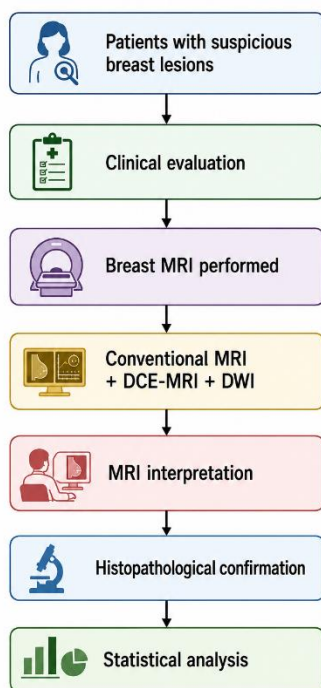 Patients with suspicious
breast lesions
Clinical evaluation
Breast MRI performed
Conventional MRI
+ DCE-MRI + DWI
MRI interpretation
Histopathological confirmation
Statistical analysis